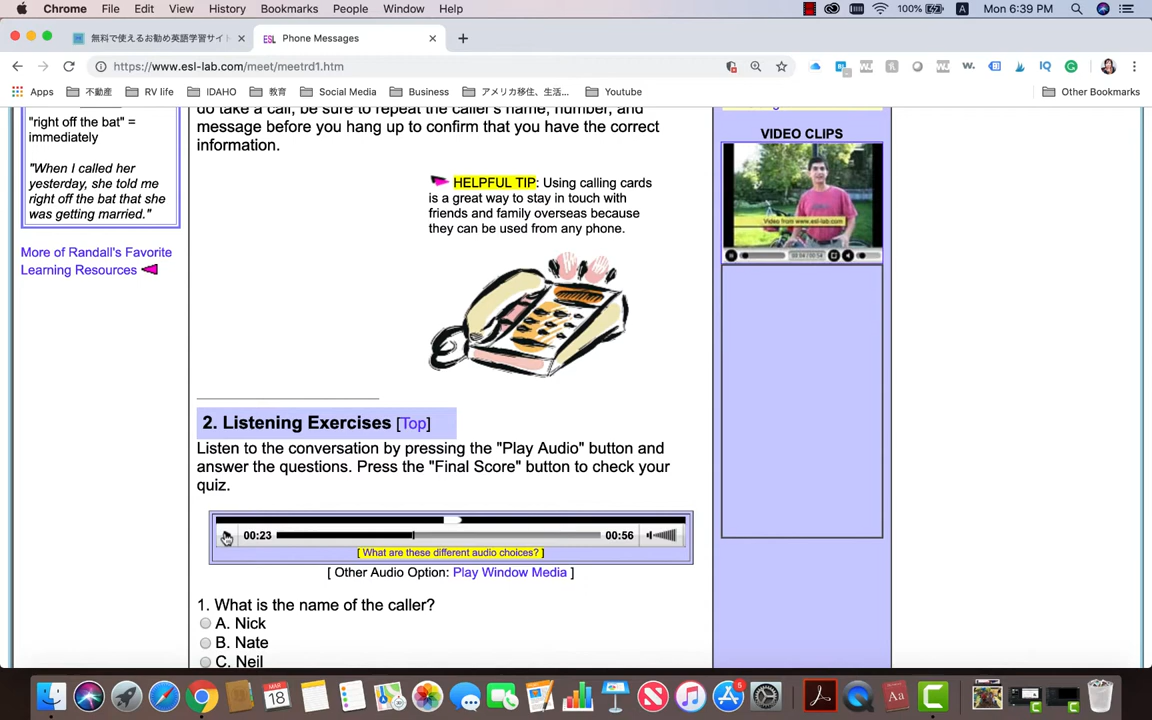 Chrome File Edit View History Bookmarks People Window Help 100% A Mon 6:39 PM
無料で使えるお勧め英語学習サイト
ESL Phone Messages
https://www.esl-lab.com/meet/meetrd1.htm
Apps 不動産 RV life IDAHO 教育 Social Media Business アメリカ移住、生活... Youtube Other Bookmarks
"right off the bat" =
immediately
"When I called her
yesterday, she told me
right off the bat that she
was getting married."
More of Randall's Favorite
Learning Resources
do take a call, be sure to repeat the caller's name, number, and
message before you hang up to confirm that you have the correct
information.
HELPFUL TIP: Using calling cards
is a great way to stay in touch with
friends and family overseas because
they can be used from any phone.
2. Listening Exercises [Top]
Listen to the conversation by pressing the "Play Audio" button and
answer the questions. Press the "Final Score" button to check your
quiz.
00:23 00:56
[ What are these different audio choices? ]
[ Other Audio Option: Play Window Media ]
1. What is the name of the caller?
A. Nick
B. Nate
C. Neil
VIDEO CLIPS
Video from www.esl-lab.com
MAR
18